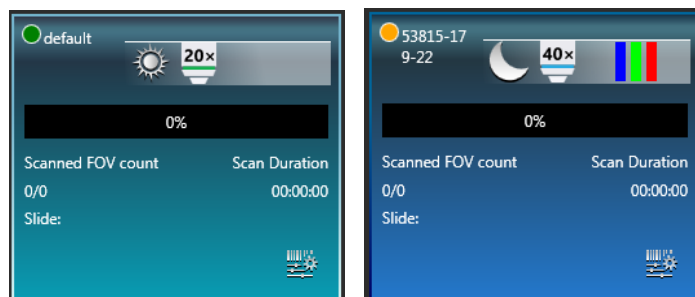 default
20×
0%
Scanned FOV count Scan Duration
0/0 00:00:00
Slide:
53815-17
9-22
40×
0%
Scanned FOV count Scan Duration
0/0 00:00:00
Slide: